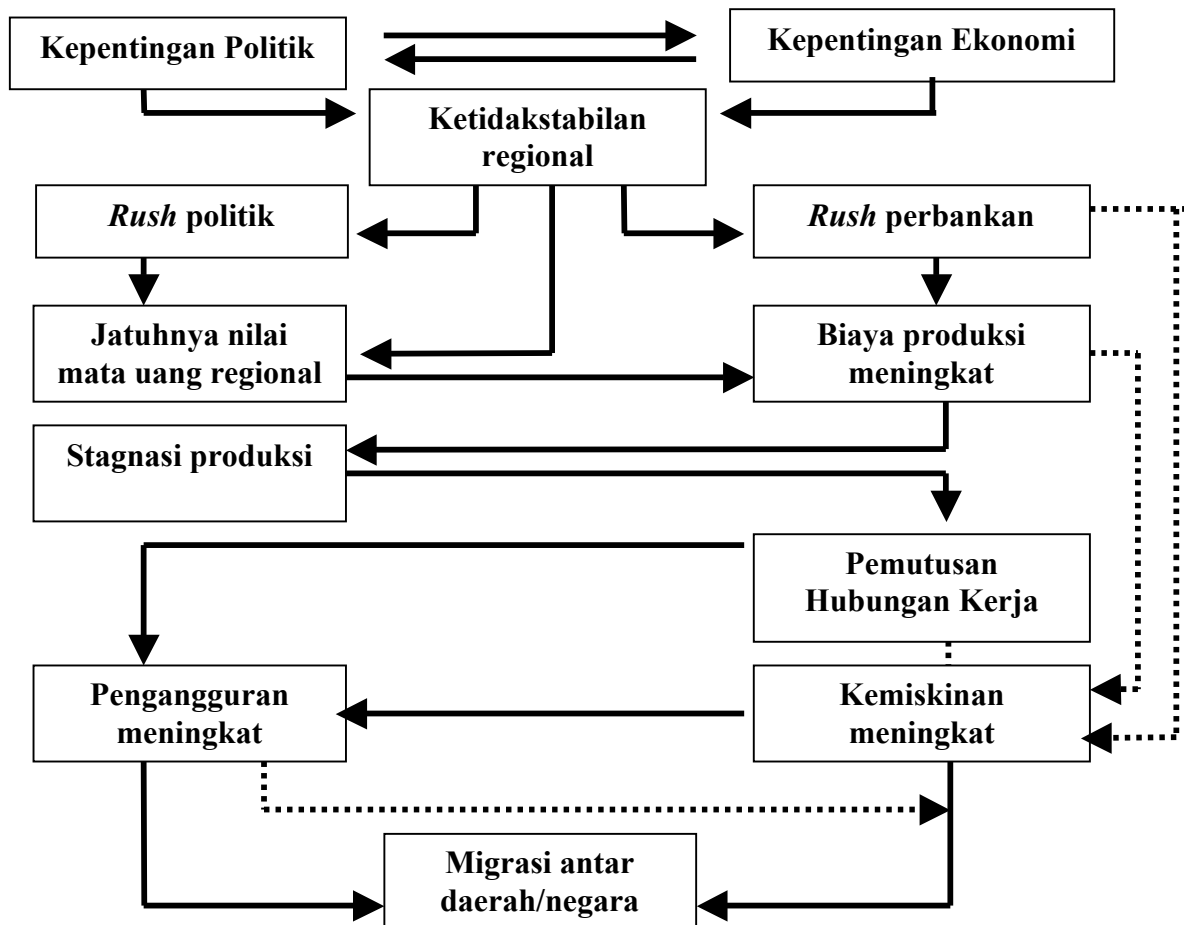 Kepentingan Politik
Kepentingan Ekonomi
Ketidakstabilan
regional
Rush politik
Rush perbankan
Jatuhnya nilai
mata uang regional
Biaya produksi
meningkat
Stagnasi produksi
Pemutusan
Hubungan Kerja
Pengangguran
meningkat
Kemiskinan
meningkat
Migrasi antar
daerah/negara